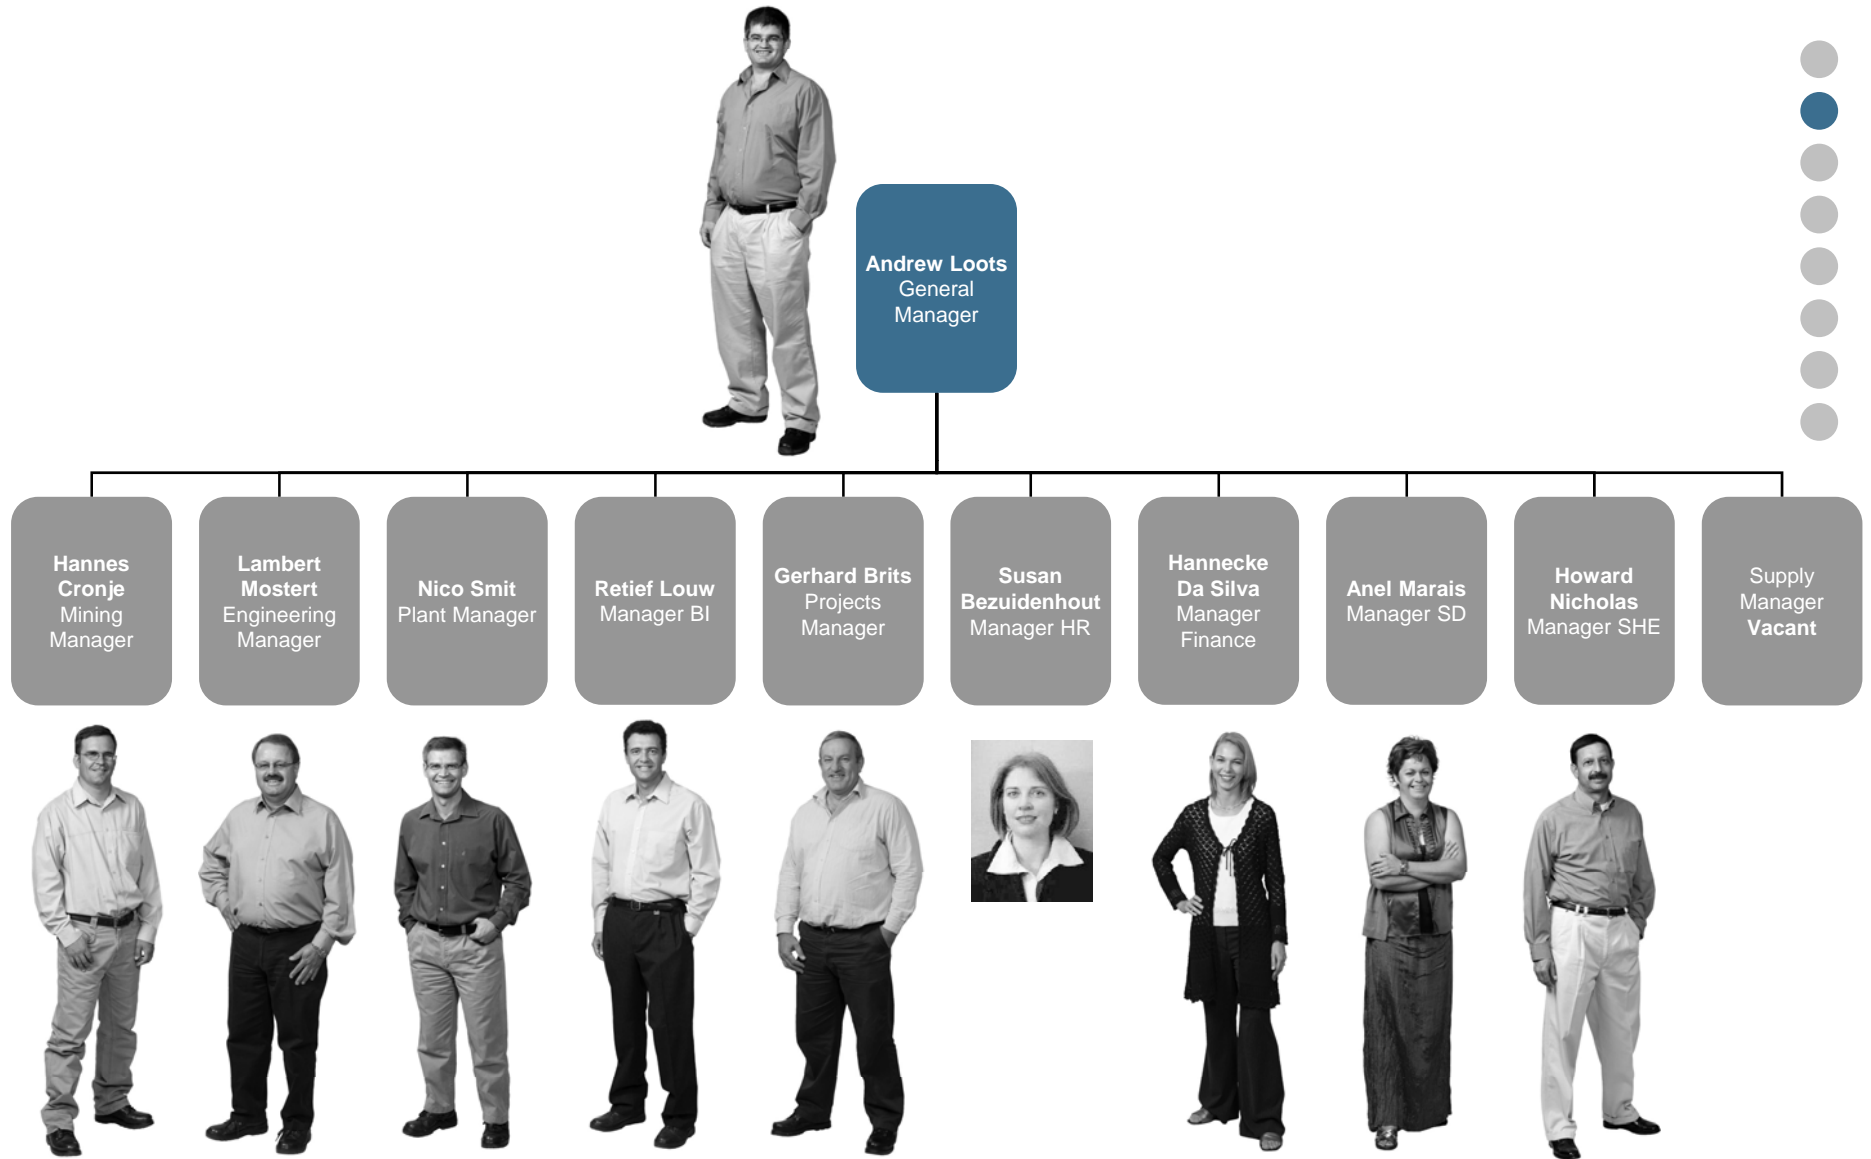 Andrew Loots
General
Manager
Hannes
Cronje
Mining
Manager
Lambert
Mostert
Engineering
Manager
Nico Smit
Plant Manager
Retief Louw
Manager BI
Gerhard Brits
Projects
Manager
Susan
Bezuidenhout
Manager HR
Hannecke
Da Silva
Manager
Finance
Anel Marais
Manager SD
Howard
Nicholas
Manager SHE
Supply
Manager
Vacant